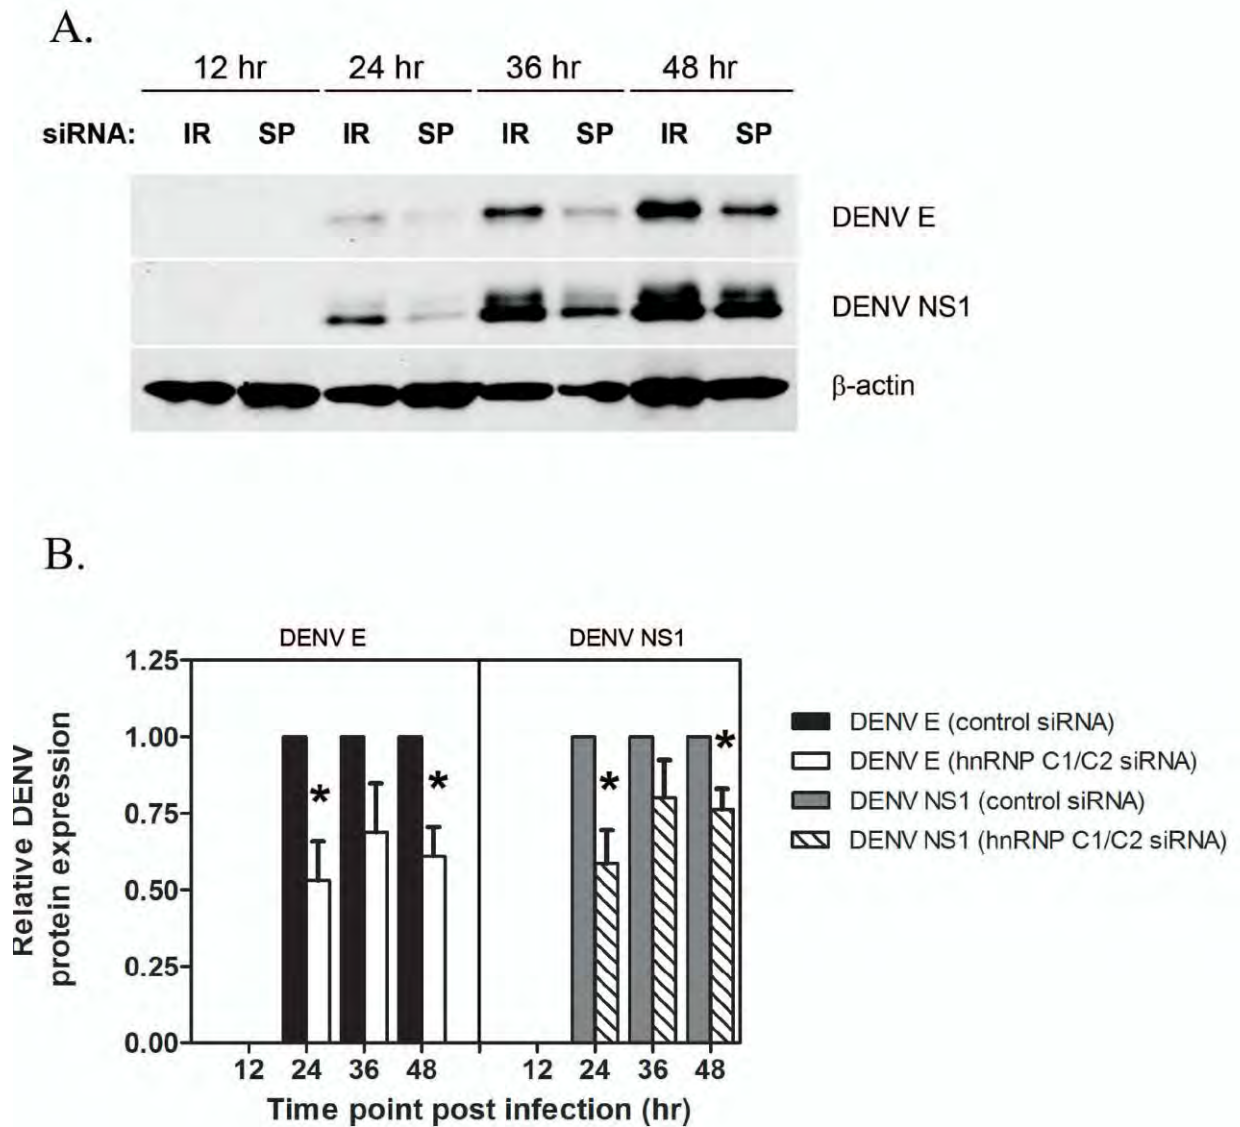 A.
12 hr 24 hr 36 hr 48 hr
siRNA: IR SP IR SP IR SP IR SP
DENV E
DENV NS1
β-actin
B.
DENV E DENV NS1
Relative DENV
protein expression
1.25
1.00
0.75
0.50
0.25
0.00
* * * *
12 24 36 48 12 24 36 48
Time point post infection (hr)
DENV E (control siRNA)
DENV E (hnRNP C1/C2 siRNA)
DENV NS1 (control siRNA)
DENV NS1 (hnRNP C1/C2 siRNA)